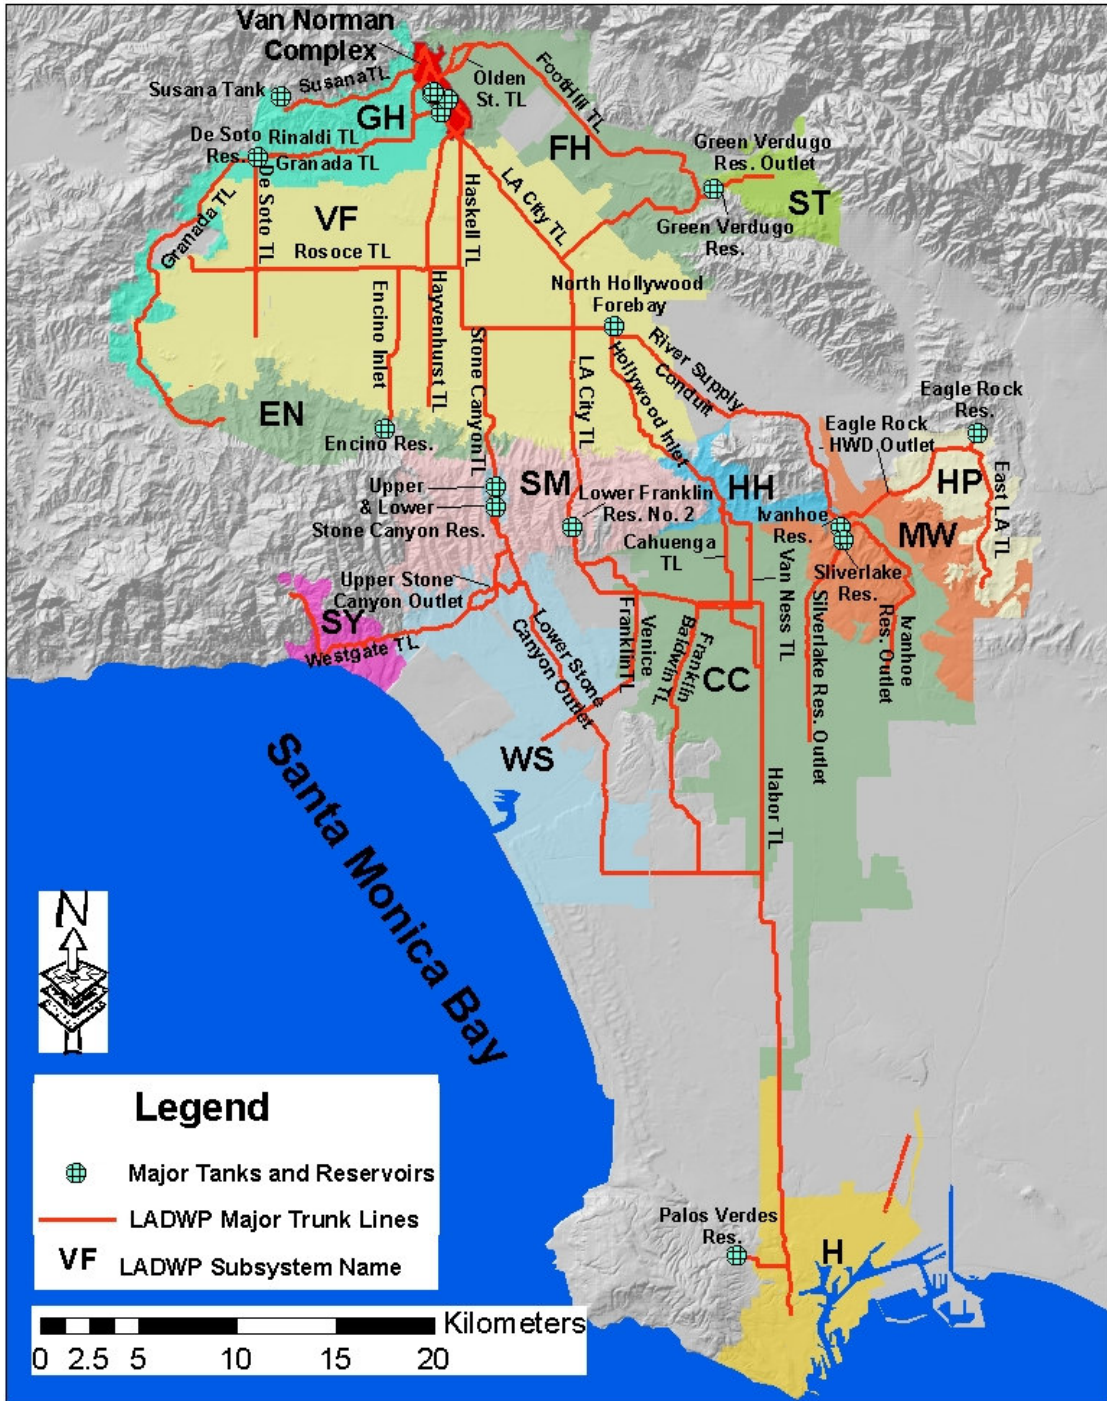 Van Norman
Complex
Susana TL
Olden
St. TL
FootHill TL
Susana Tank
GH
De Soto
Res.
Rinaldi TL
Granada TL
FH
Green Verdugo
Res. Outlet
ST
Green Verdugo
Res.
Granada TL
De Soto TL
VF
Rosoce TL
Haskell TL
LA City TL
Encino Inlet
Hayvenhurst TL
North Hollywood
Forebay
Stone Canyon TL
LA City TL
Hollywood Inlet
River Supply
Conduit
Eagle Rock
Res.
Eagle Rock
HWD Outlet
EN
Encino Res.
SM
HH
HP
East LA TL
Upper
& Lower
Stone Canyon Res.
Lower Franklin
Res. No. 2
Ivanhoe
Res.
MW
Cahuenga
TL
Sliverlake
Res.
Upper Stone
Canyon Outlet
Van Ness TL
Silverlake Res. Outlet
Ivanhoe
Res. Outlet
SY
Westgate TL
Lower Stone
Canyon Outlet
Venice
FranklinTL
Franklin
Baldwin TL
CC
WS
Habor TL
Santa Monica Bay
N
Legend
Major Tanks and Reservoirs
LADWP Major Trunk Lines
VF LADWP Subsystem Name
Palos Verdes
Res.
H
Kilometers
0 2.5 5 10 15 20